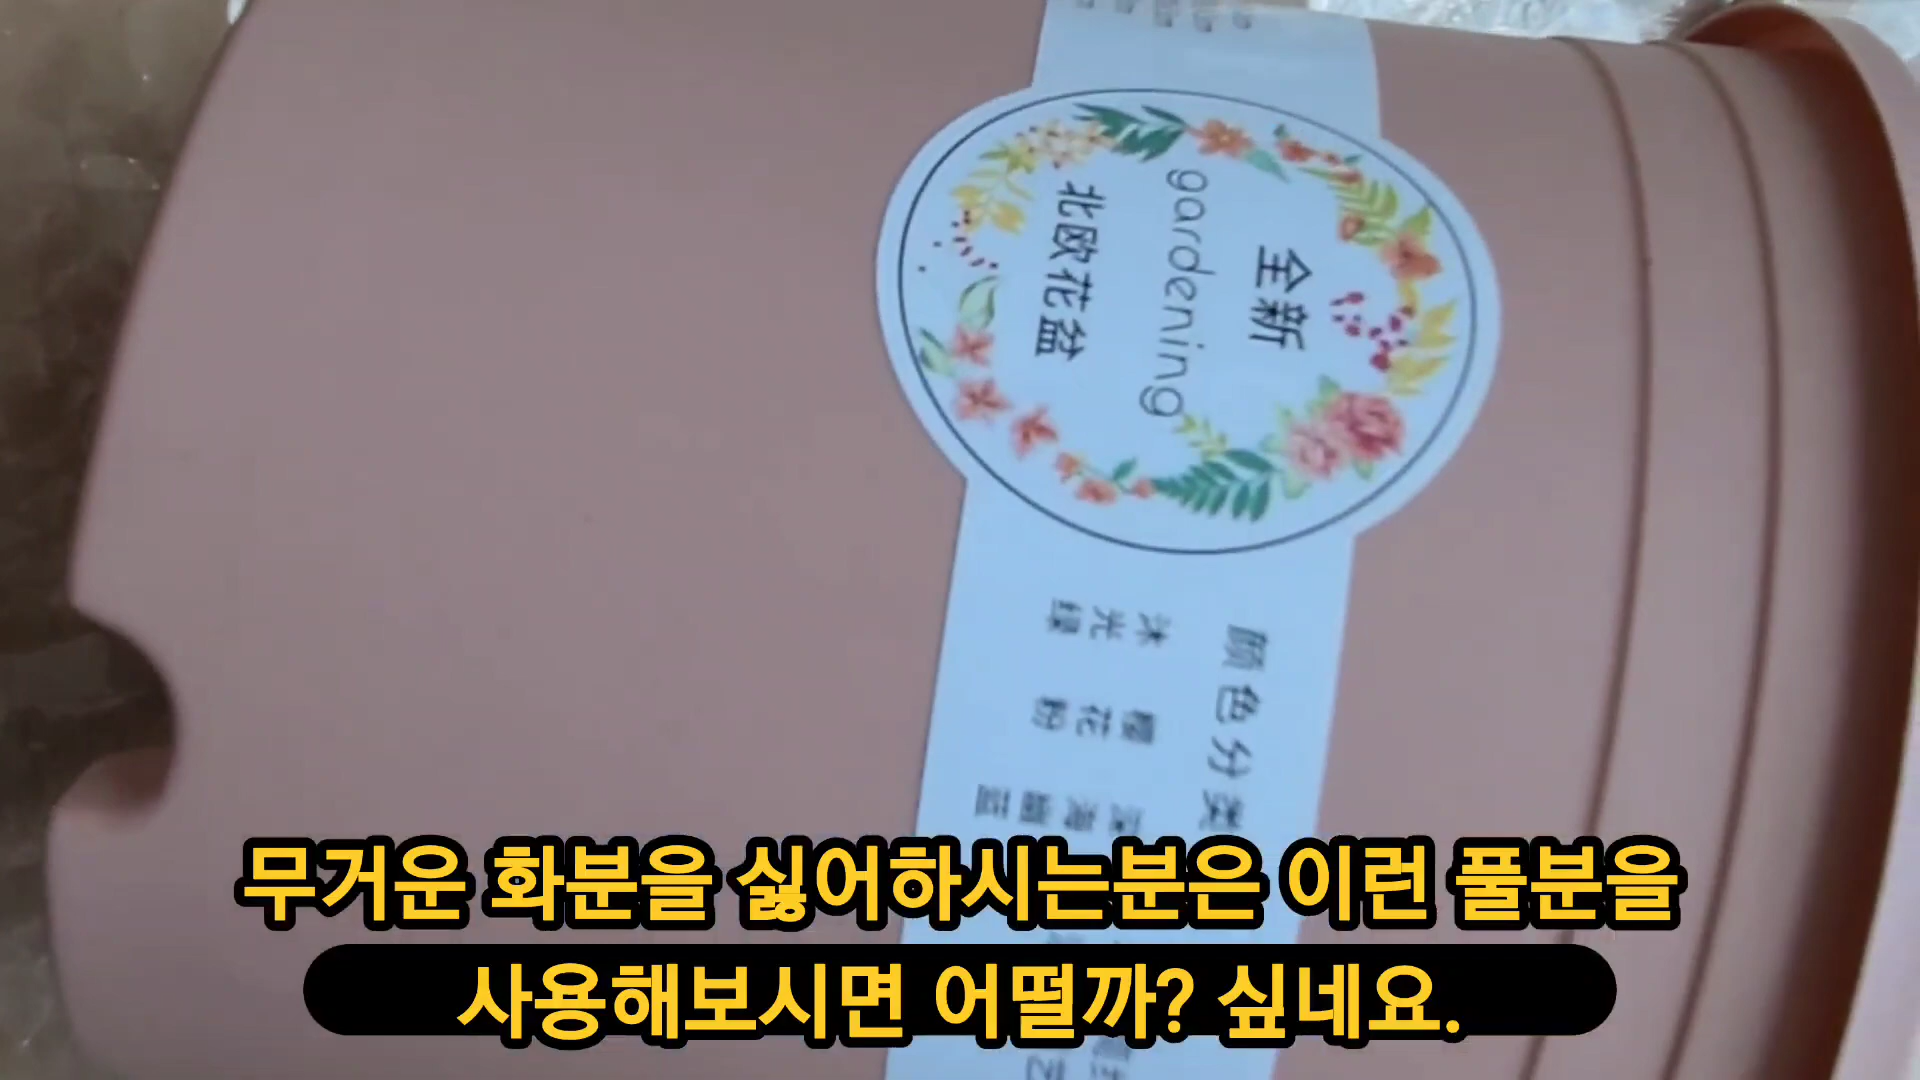 全新
gardening
北欧花盆
颜色分类
沐光绿
樱花粉
무거운 화분을 싫어하시는분은 이런 풀분을
사용해보시면 어떨까? 싶네요.